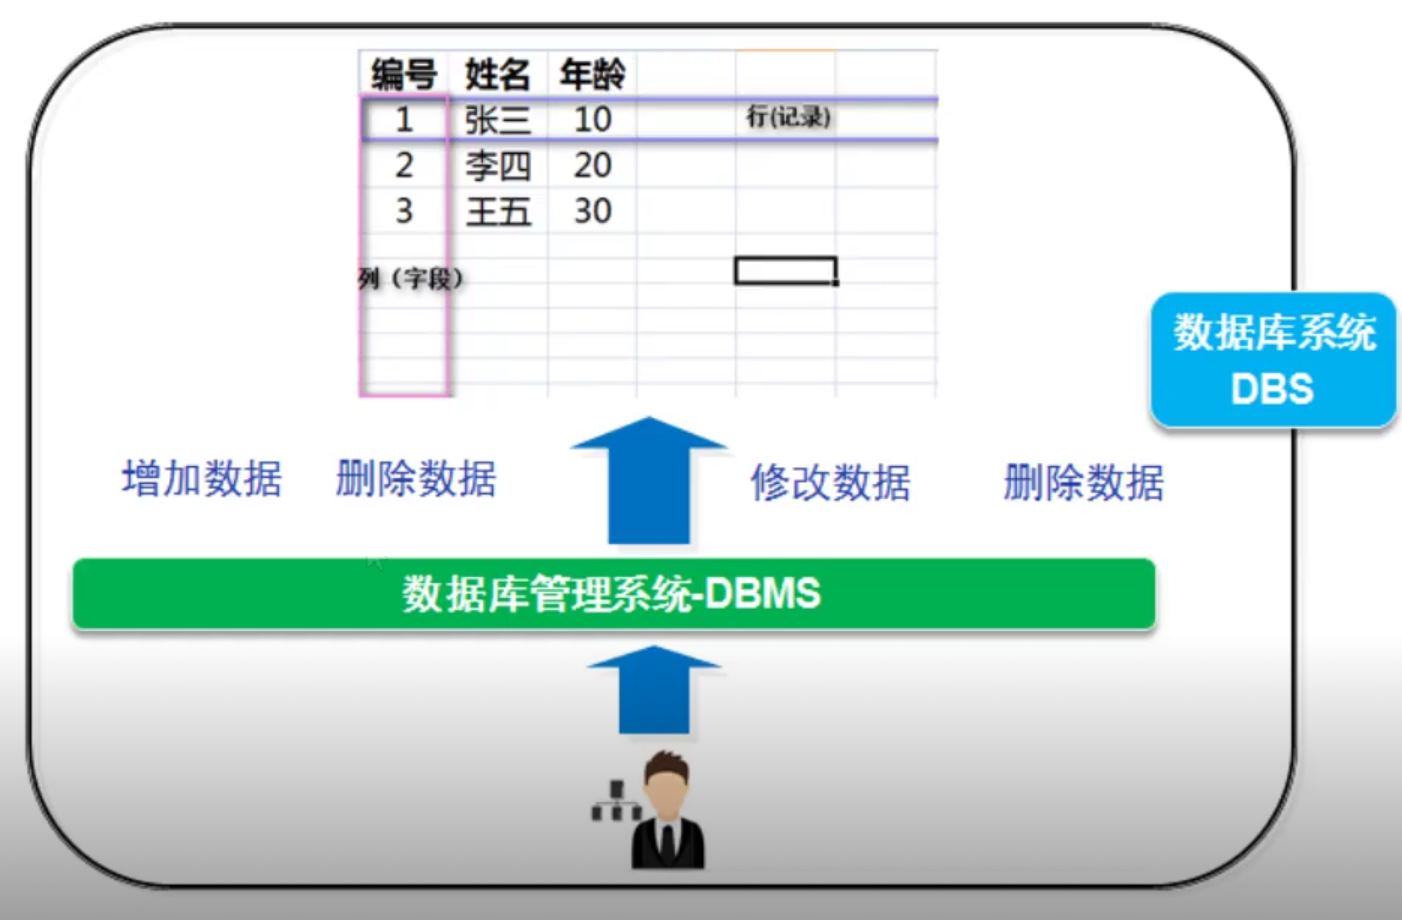 编号 姓名 年龄
1 张三 10 行(记录)
2 李四 20
3 王五 30
列（字段）
数据库系统
DBS
增加数据 删除数据 修改数据 删除数据
数据库管理系统-DBMS